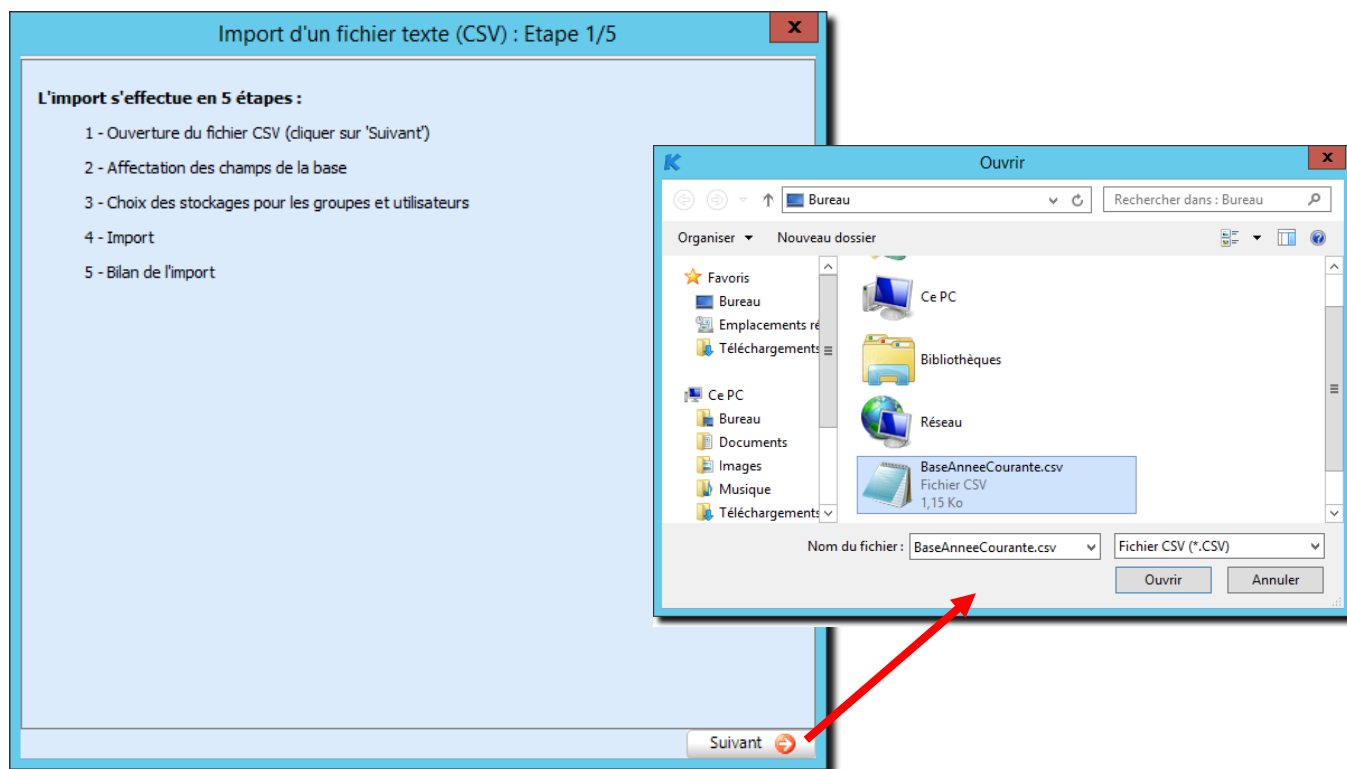 Import d'un fichier texte (CSV) : Etape 1/5
x
L'import s'effectue en 5 étapes :
1 - Ouverture du fichier CSV (cliquer sur 'Suivant')
2 - Affectation des champs de la base
3 - Choix des stockages pour les groupes et utilisateurs
4 - Import
5 - Bilan de l'import
Suivant
K
Ouvrir
x
Bureau
Rechercher dans : Bureau
Organiser
Nouveau dossier
Favoris
Bureau
Emplacements ré
Téléchargements
Ce PC
Bureau
Documents
Images
Musique
Téléchargements
Ce PC
Bibliothèques
Réseau
BaseAnneeCourante.csv
Fichier CSV
1,15 Ko
Nom du fichier :
BaseAnneeCourante.csv
Fichier CSV (*.CSV)
Ouvrir
Annuler